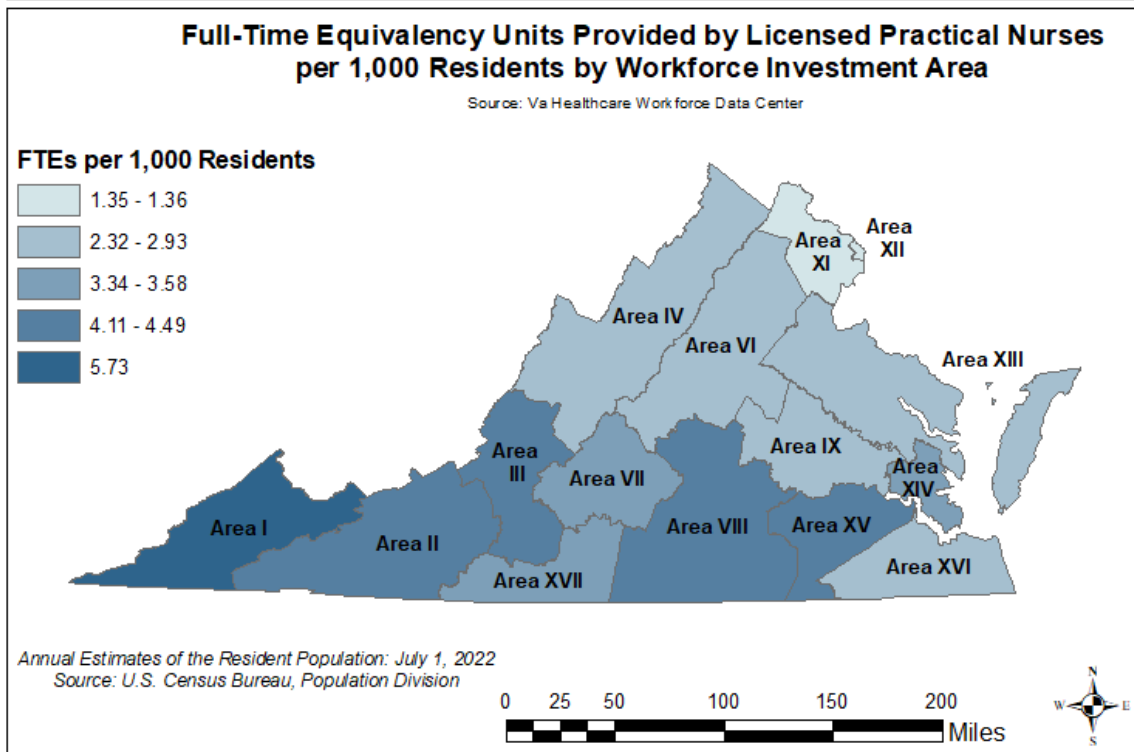 Full-Time Equivalency Units Provided by Licensed Practical Nurses
per 1,000 Residents by Workforce Investment Area
Source: Va Healthcare Workforce Data Center
FTEs per 1,000 Residents
1.35 - 1.36
2.32 - 2.93
3.34 - 3.58
4.11 - 4.49
5.73
Area
XI
Area
XII
Area IV
Area VI
Area XIII
Area
III
Area VII
Area IX
Area
XIV
Area I
Area II
Area VIII
Area XV
Area XVII
Area XVI
Annual Estimates of the Resident Population: July 1, 2022
Source: U.S. Census Bureau, Population Division
0 25 50 100 150 200
Miles
N
W E
S